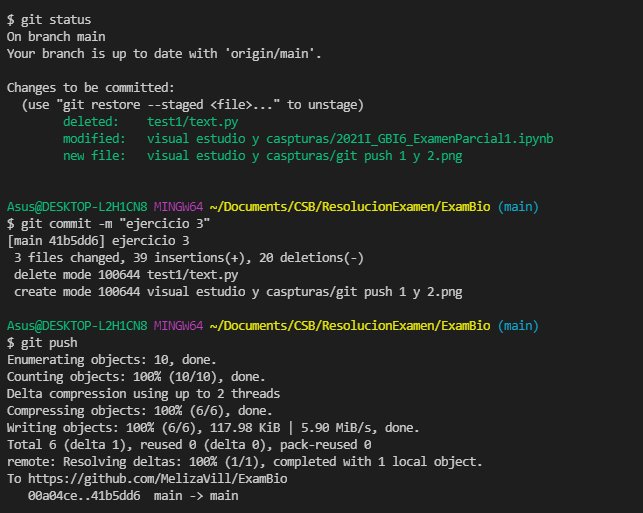 $ git status
On branch main
Your branch is up to date with 'origin/main'.
Changes to be committed:
(use "git restore --staged <file>..." to unstage)
deleted: test1/text.py
modified: visual estudio y caspturas/2021I_GBI6_ExamenParcial1.ipynb
new file: visual estudio y caspturas/git push 1 y 2.png
Asus@DESKTOP-L2H1CN8 MINGW64 ~/Documents/CSB/ResolucionExamen/ExamBio (main)
$ git commit -m "ejercicio 3"
[main 41b5dd6] ejercicio 3
3 files changed, 39 insertions(+), 20 deletions(-)
delete mode 100644 test1/text.py
create mode 100644 visual estudio y caspturas/git push 1 y 2.png
Asus@DESKTOP-L2H1CN8 MINGW64 ~/Documents/CSB/ResolucionExamen/ExamBio (main)
$ git push
Enumerating objects: 10, done.
Counting objects: 100% (10/10), done.
Delta compression using up to 2 threads
Compressing objects: 100% (6/6), done.
Writing objects: 100% (6/6), 117.98 KiB | 5.90 MiB/s, done.
Total 6 (delta 1), reused 0 (delta 0), pack-reused 0
remote: Resolving deltas: 100% (1/1), completed with 1 local object.
To https://github.com/MelizaVill/ExamBio
00a04ce..41b5dd6 main -> main